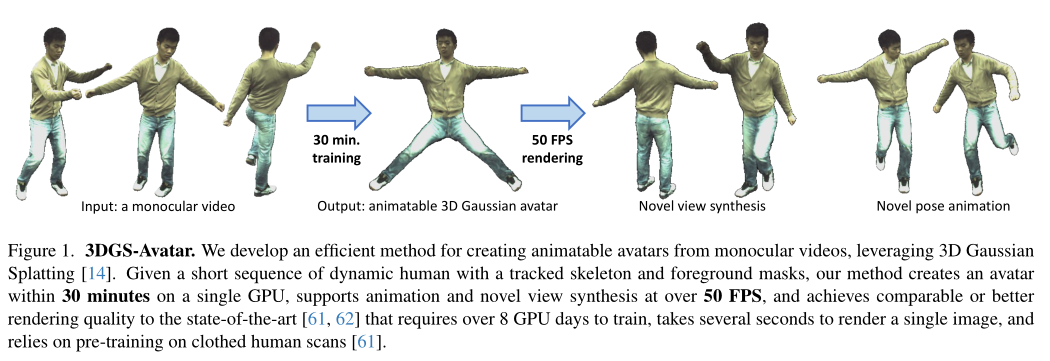 30 min.
training
50 FPS
rendering
Input: a monocular video
Output: animatable 3D Gaussian avatar
Novel view synthesis
Novel pose animation
Figure 1. 3DGS-Avatar. We develop an efficient method for creating animatable avatars from monocular videos, leveraging 3D Gaussian
Splatting [14]. Given a short sequence of dynamic human with a tracked skeleton and foreground masks, our method creates an avatar
within 30 minutes on a single GPU, supports animation and novel view synthesis at over 50 FPS, and achieves comparable or better
rendering quality to the state-of-the-art [61, 62] that requires over 8 GPU days to train, takes several seconds to render a single image, and
relies on pre-training on clothed human scans [61].